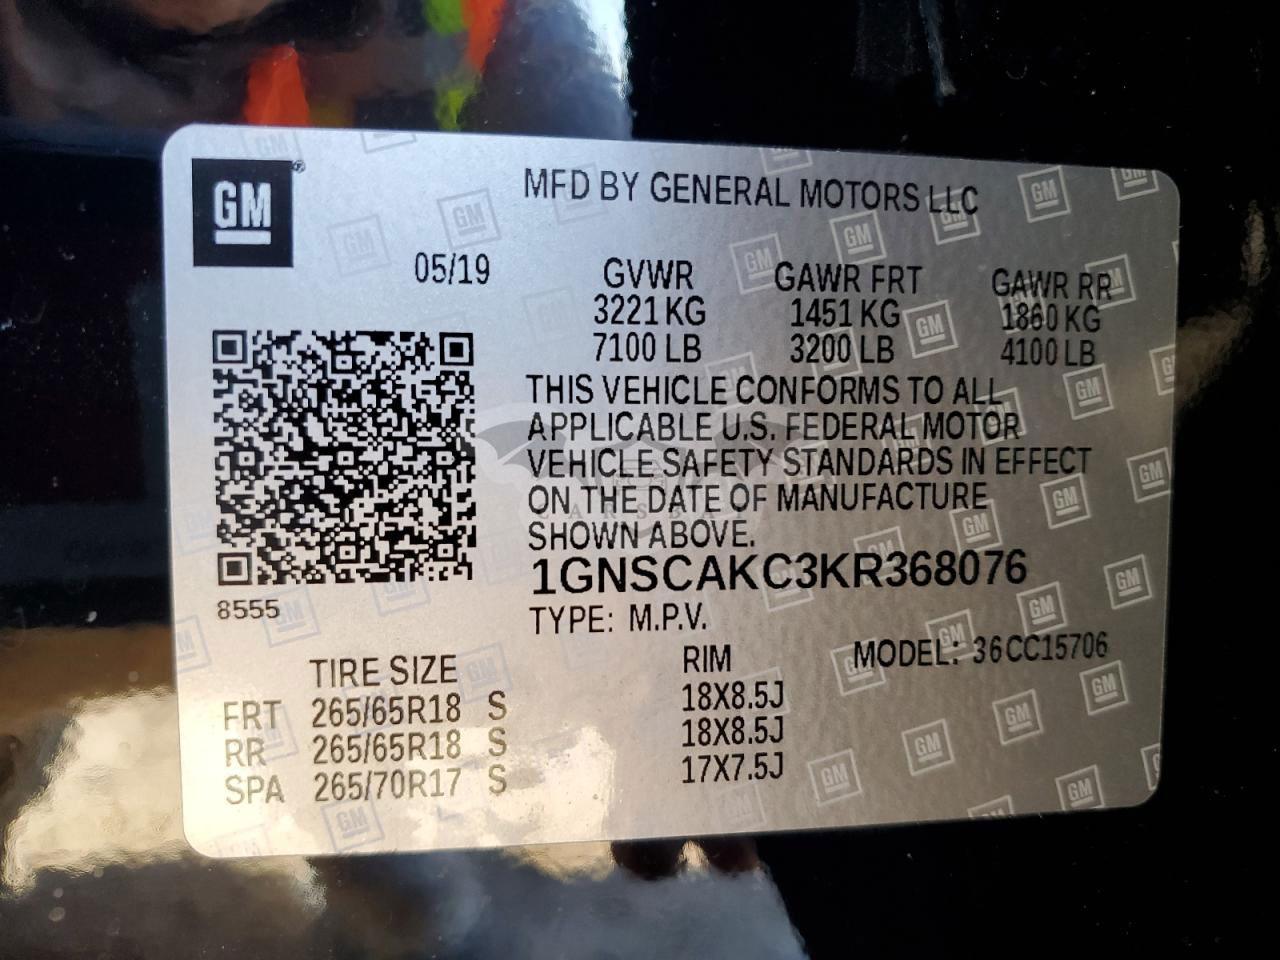 GM
MFD BY GENERAL MOTORS LLC
05/19 GVWR GAWR FRT GAWR RR
3221 KG 1451 KG 1860 KG
7100 LB 3200 LB 4100 LB
THIS VEHICLE CONFORMS TO ALL
APPLICABLE U.S. FEDERAL MOTOR
VEHICLE SAFETY STANDARDS IN EFFECT
ON THE DATE OF MANUFACTURE
SHOWN ABOVE.
1GNSCAKC3KR368076
8555
TYPE: M.P.V.
MODEL: 36CC15706
TIRE SIZE RIM
FRT 265/65R18 S 18X8.5J
RR 265/65R18 S 18X8.5J
SPA 265/70R17 S 17X7.5J